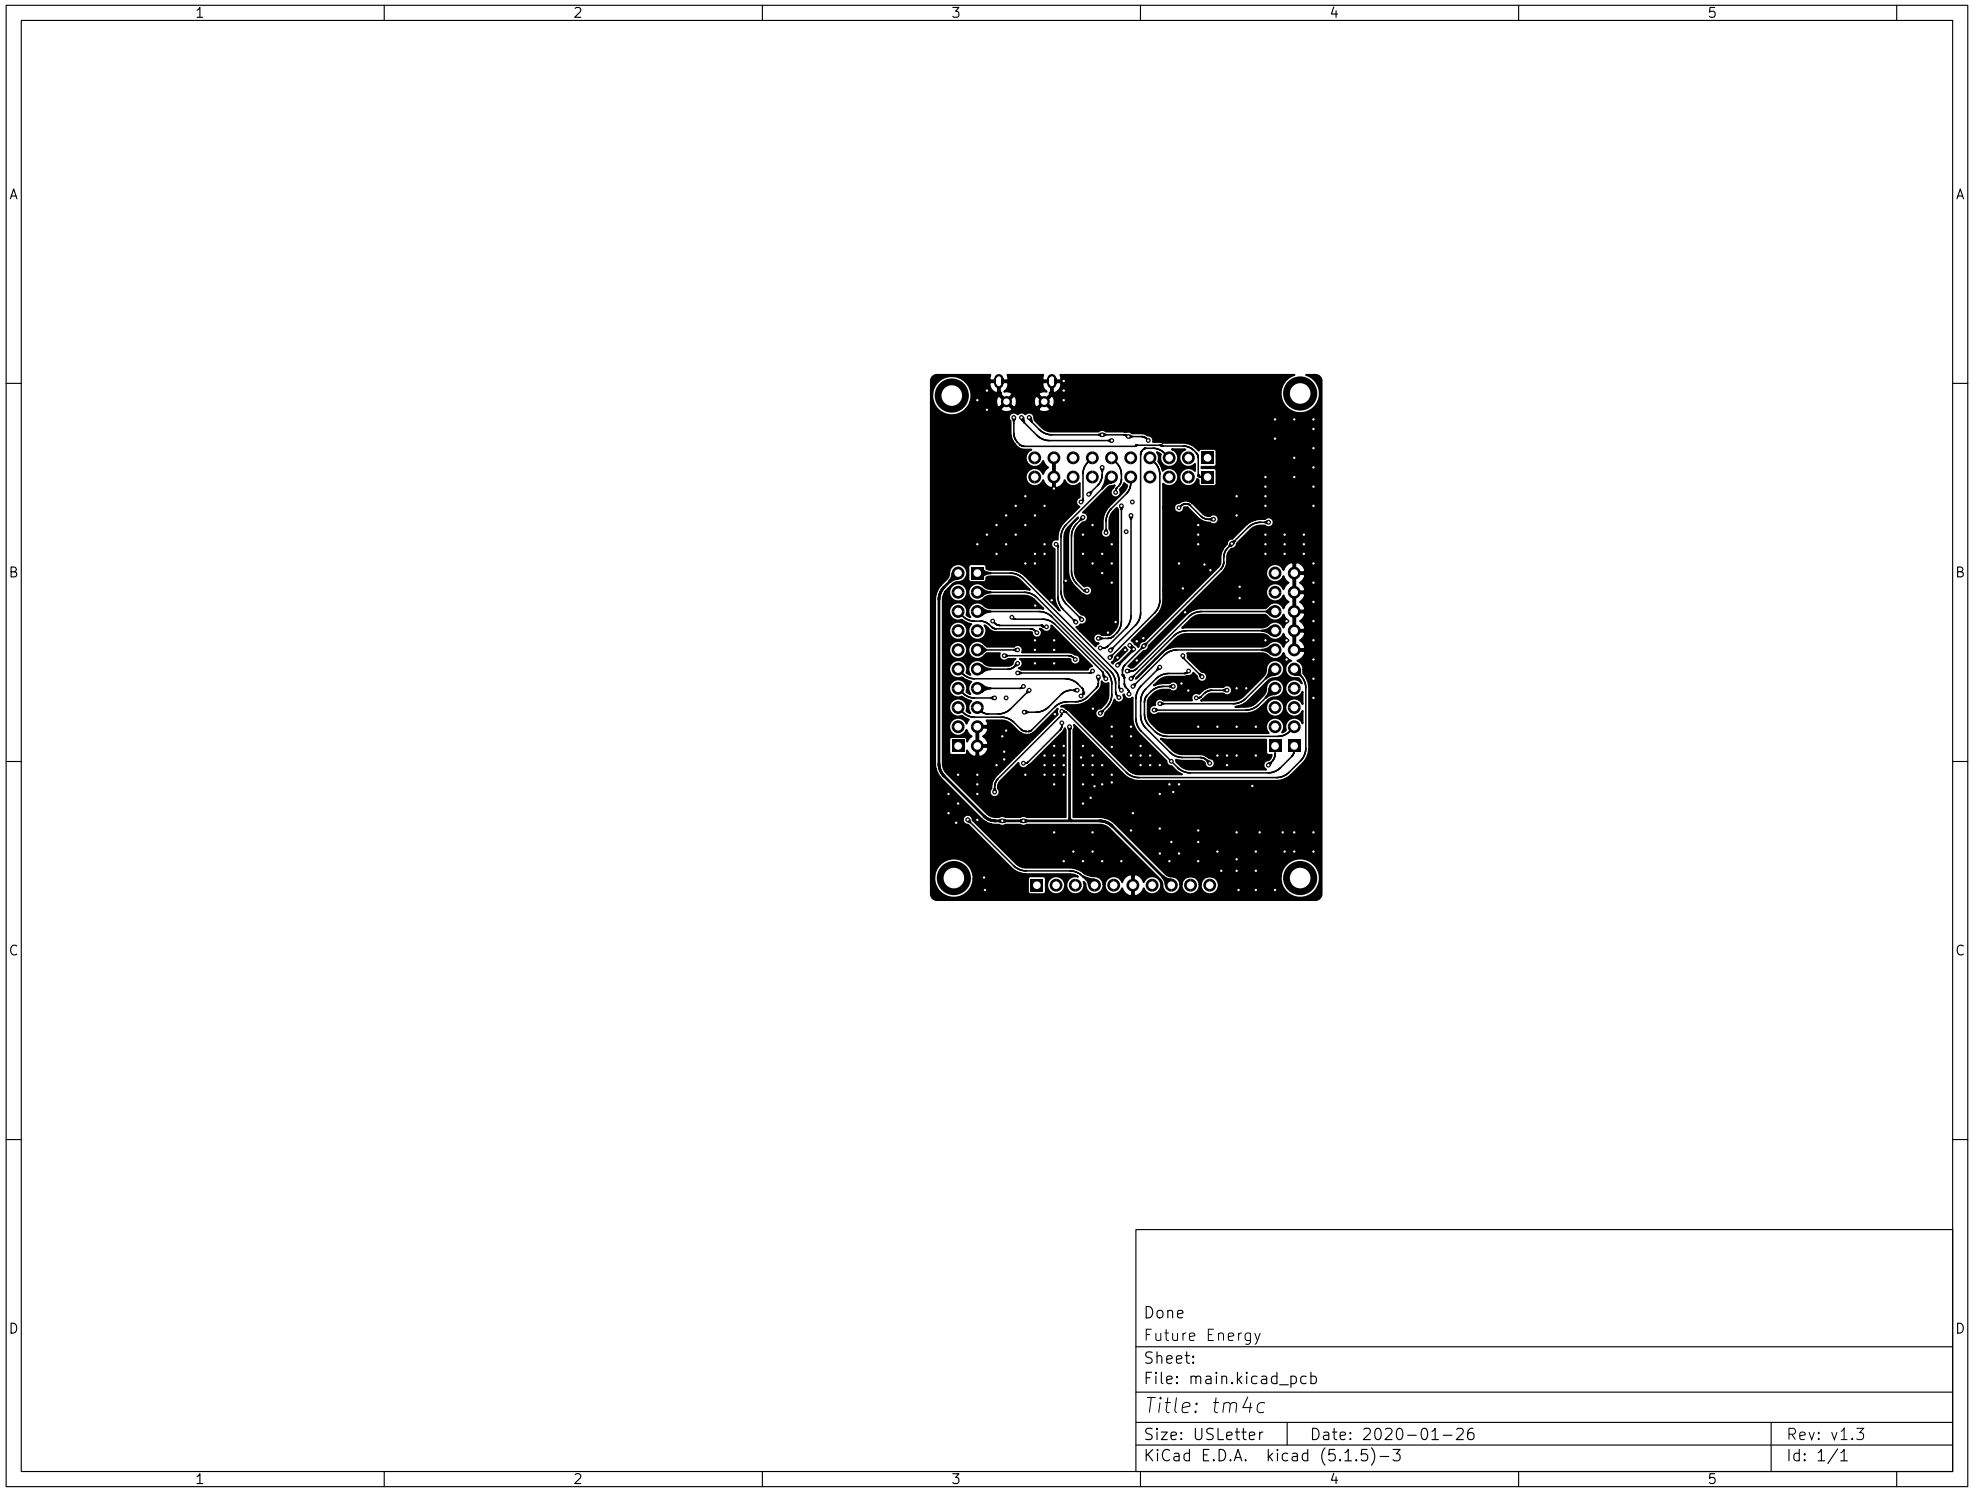 1 2 3 4 5
A A
B B
C C
D D
Done
Future Energy
Sheet:
File: main.kicad_pcb
Title: tm4c
Size: USLetter Date: 2020-01-26 Rev: v1.3
KiCad E.D.A. kicad (5.1.5)-3 Id: 1/1
1 2 3 4 5